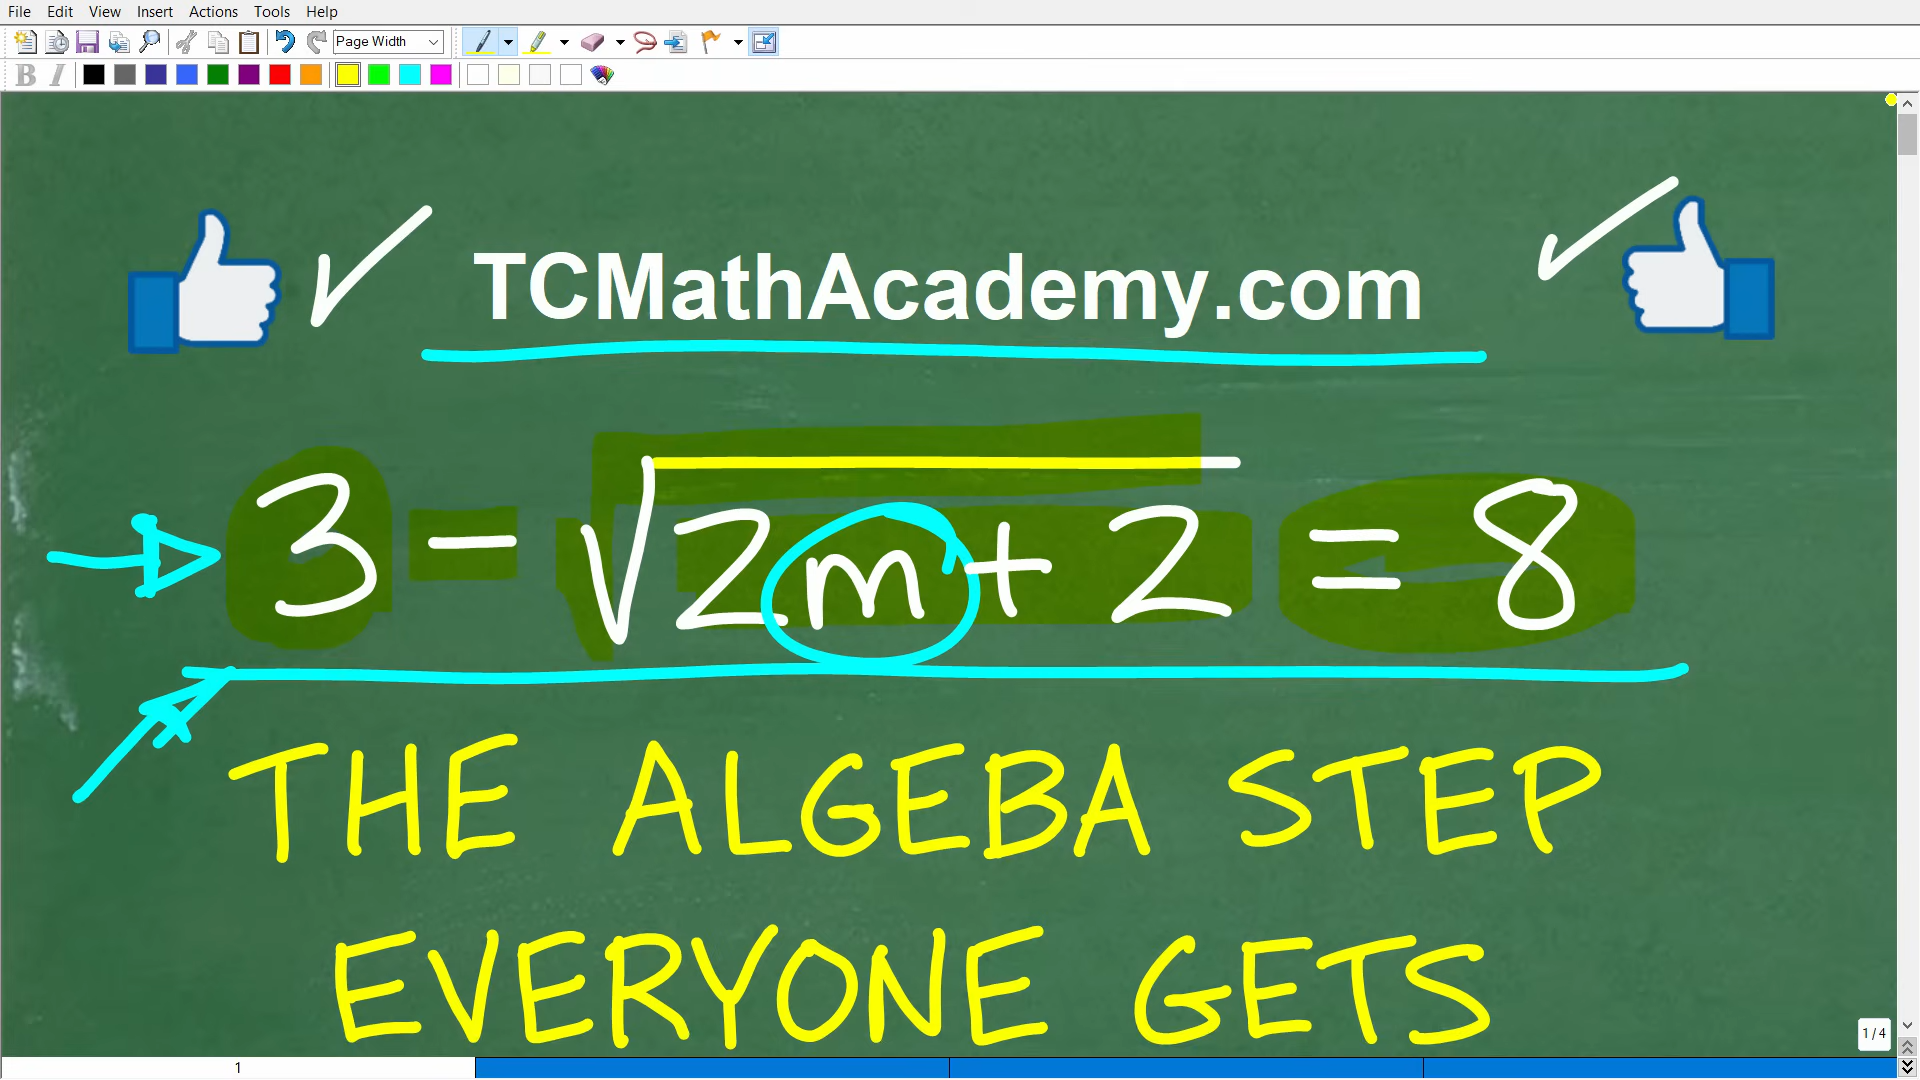 File Edit View Insert Actions Tools Help
Page Width
B I
TCMathAcademy.com
3 - √2m + 2 = 8
THE ALGEBA STEP
EVERYONE GETS
1 / 4
1